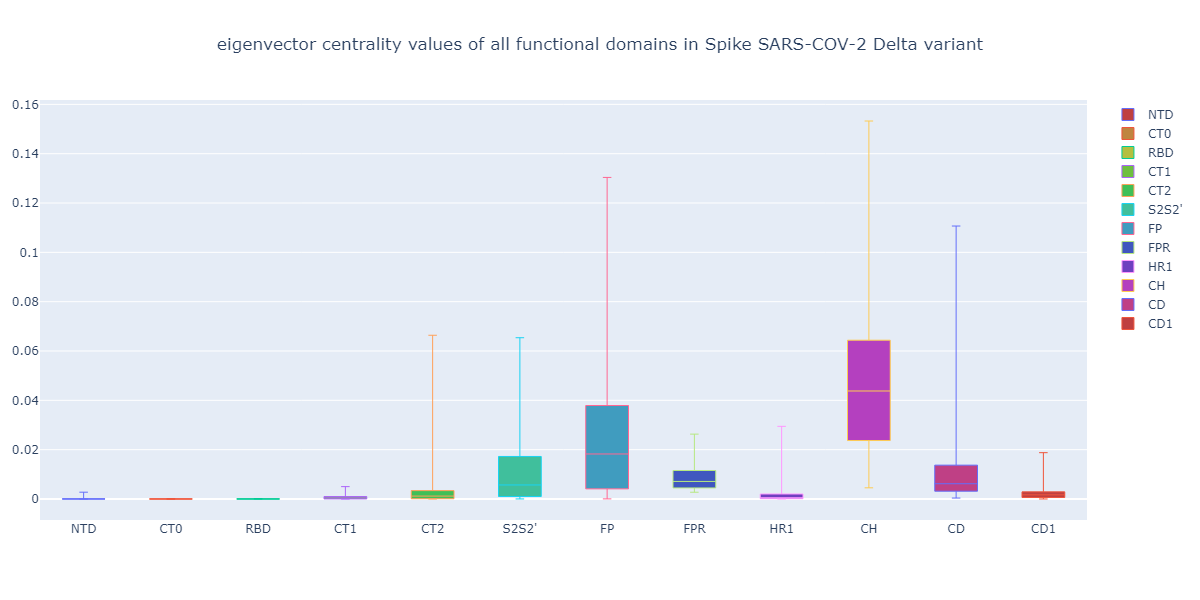 eigenvector centrality values of all functional domains in Spike SARS-COV-2 Delta variant
0.16
0.14
0.12
0.1
0.08
0.06
0.04
0.02
0
NTD CT0 RBD CT1 CT2 S2S2' FP FPR HR1 CH CD CD1
NTD
CT0
RBD
CT1
CT2
S2S2'
FP
FPR
HR1
CH
CD
CD1